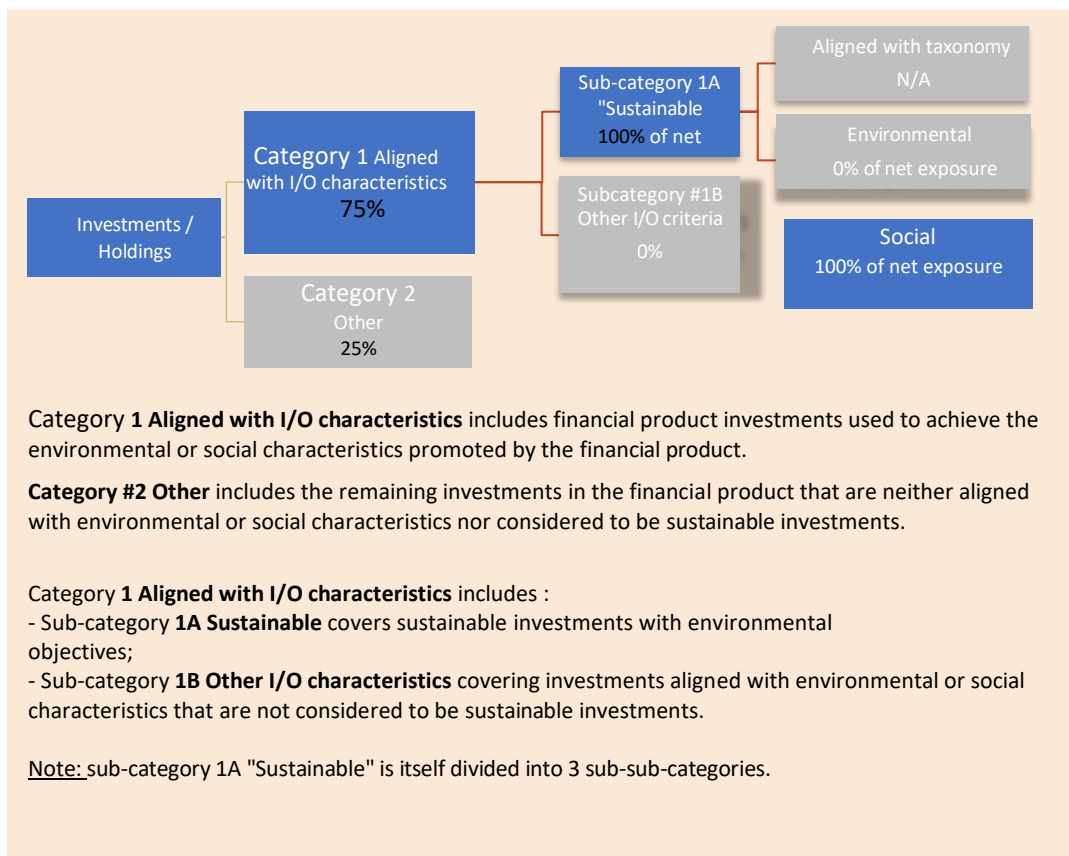 Investments /
Holdings
Category 1 Aligned
with I/O characteristics
75%
Category 2
Other
25%
Sub-category 1A
"Sustainable
100% of net
Subcategory #1B
Other I/O criteria
0%
Aligned with taxonomy
N/A
Environmental
0% of net exposure
Social
100% of net exposure
Category 1 Aligned with I/O characteristics includes financial product investments used to achieve the
environmental or social characteristics promoted by the financial product.
Category #2 Other includes the remaining investments in the financial product that are neither aligned
with environmental or social characteristics nor considered to be sustainable investments.
Category 1 Aligned with I/O characteristics includes :
- Sub-category 1A Sustainable covers sustainable investments with environmental
objectives;
- Sub-category 1B Other I/O characteristics covering investments aligned with environmental or social
characteristics that are not considered to be sustainable investments.
Note: sub-category 1A "Sustainable" is itself divided into 3 sub-sub-categories.